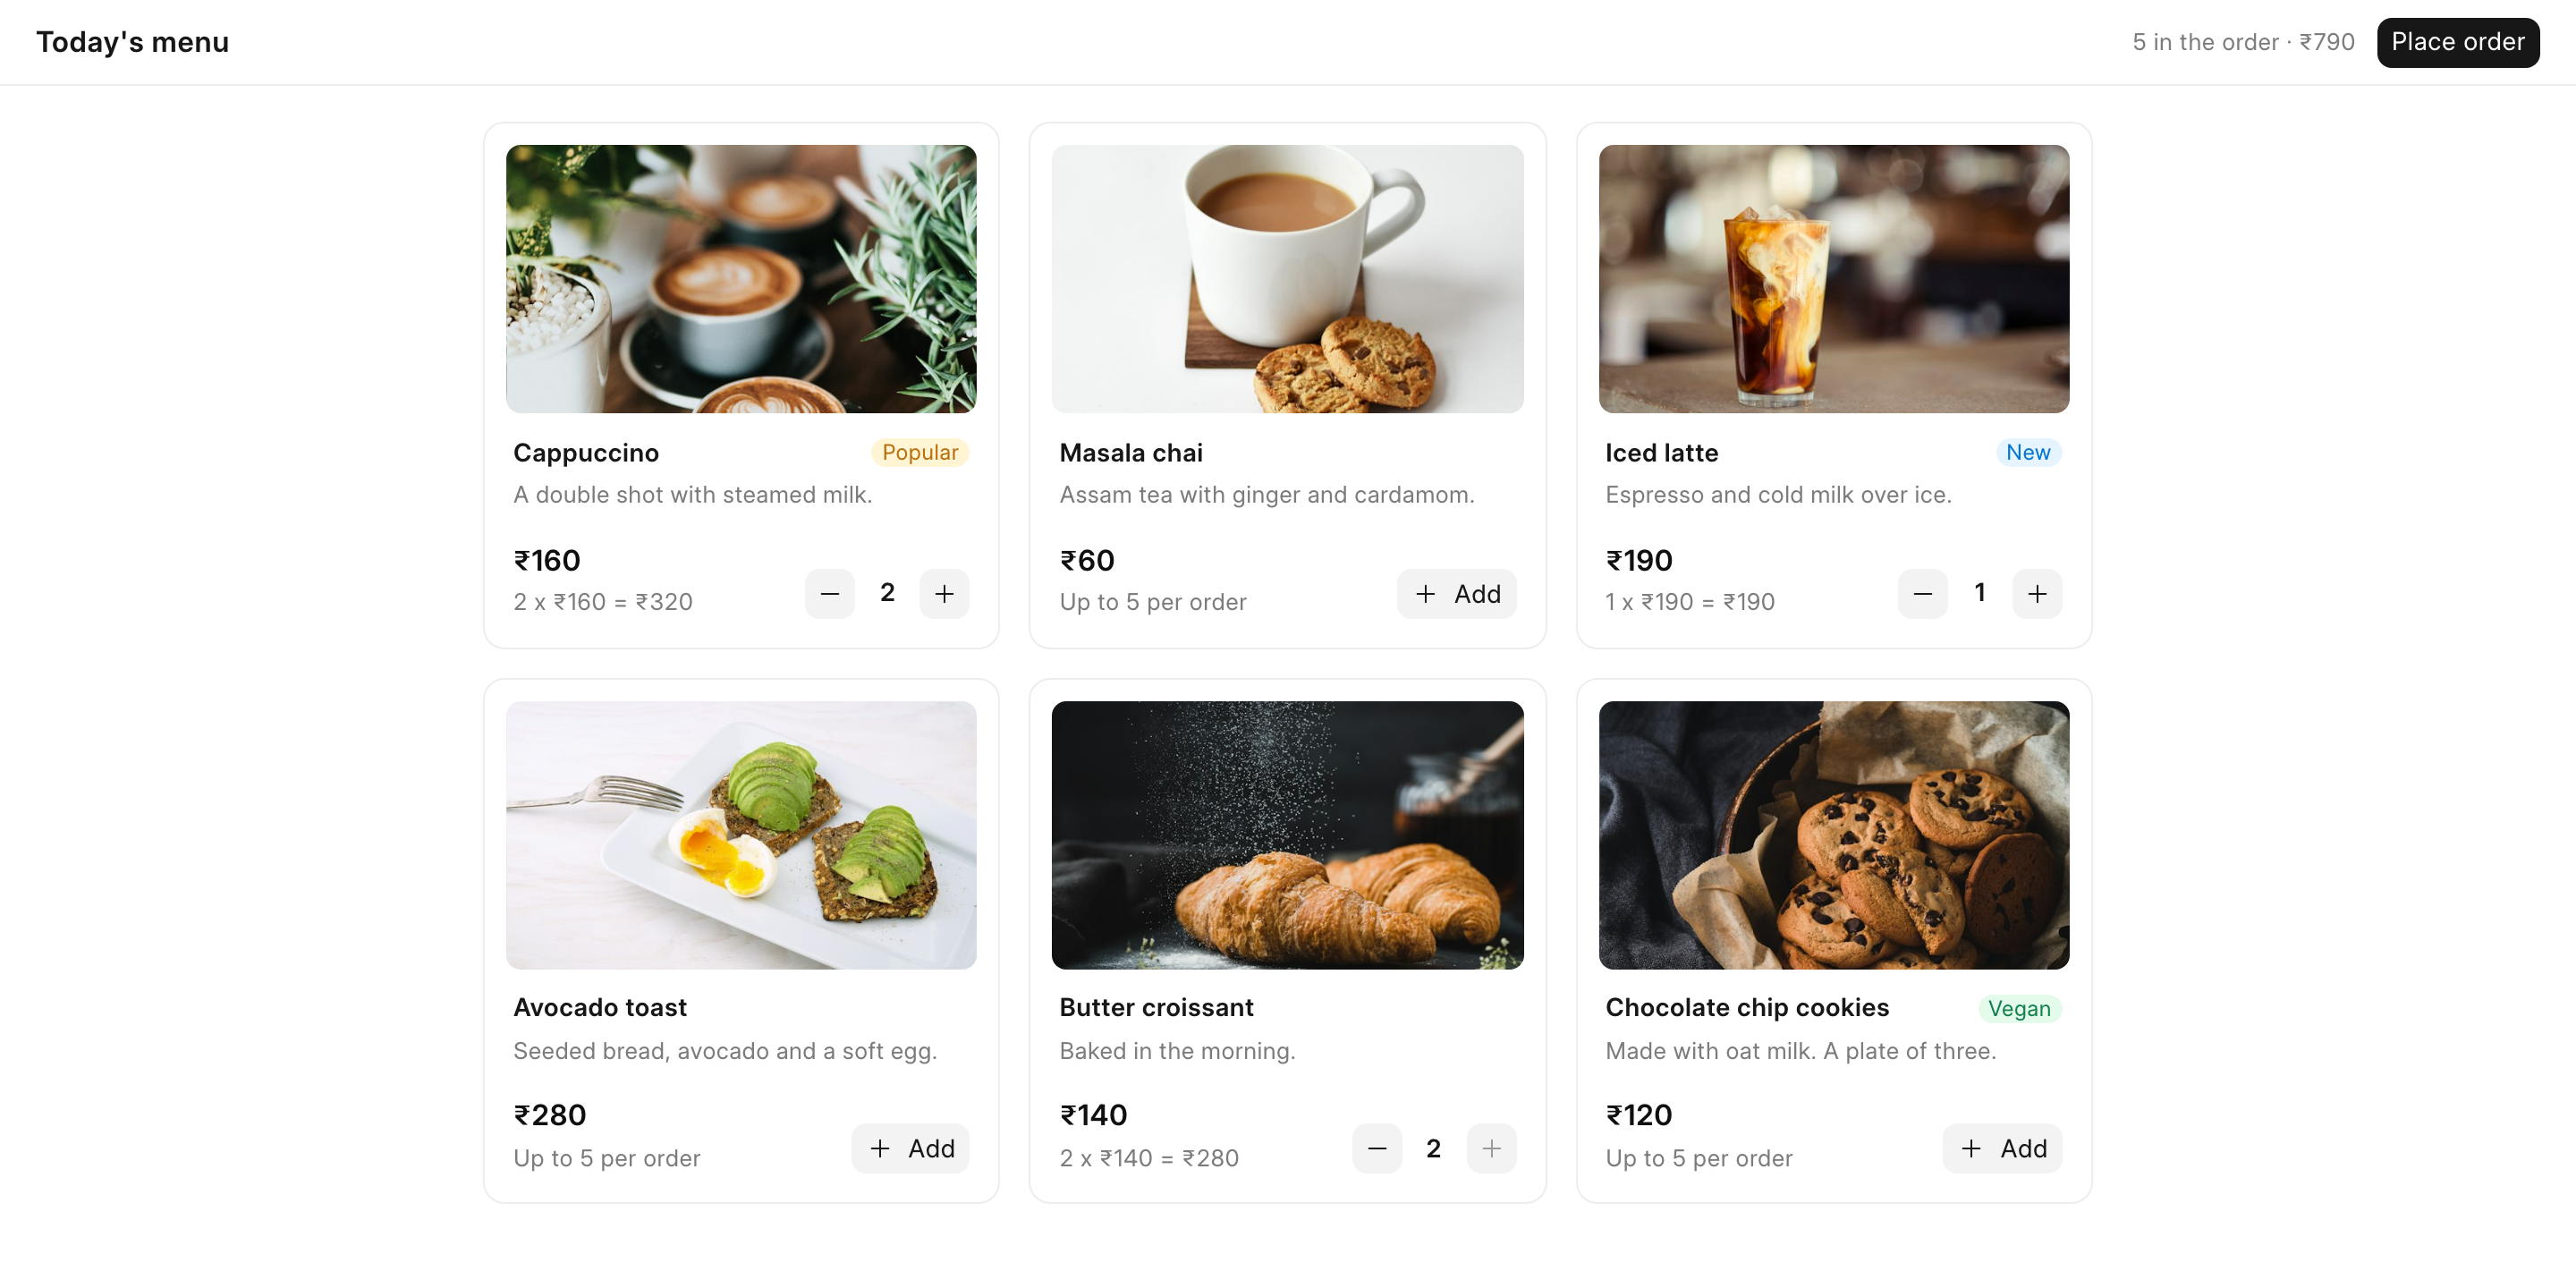 Today's menu
5 in the order · ₹790
Place order
Cappuccino
Popular
A double shot with steamed milk.
₹160
2 x ₹160 = ₹320
2
Masala chai
Assam tea with ginger and cardamom.
₹60
Up to 5 per order
+ Add
Iced latte
New
Espresso and cold milk over ice.
₹190
1 x ₹190 = ₹190
1
Avocado toast
Seeded bread, avocado and a soft egg.
₹280
Up to 5 per order
+ Add
Butter croissant
Baked in the morning.
₹140
2 x ₹140 = ₹280
2
Chocolate chip cookies
Vegan
Made with oat milk. A plate of three.
₹120
Up to 5 per order
+ Add